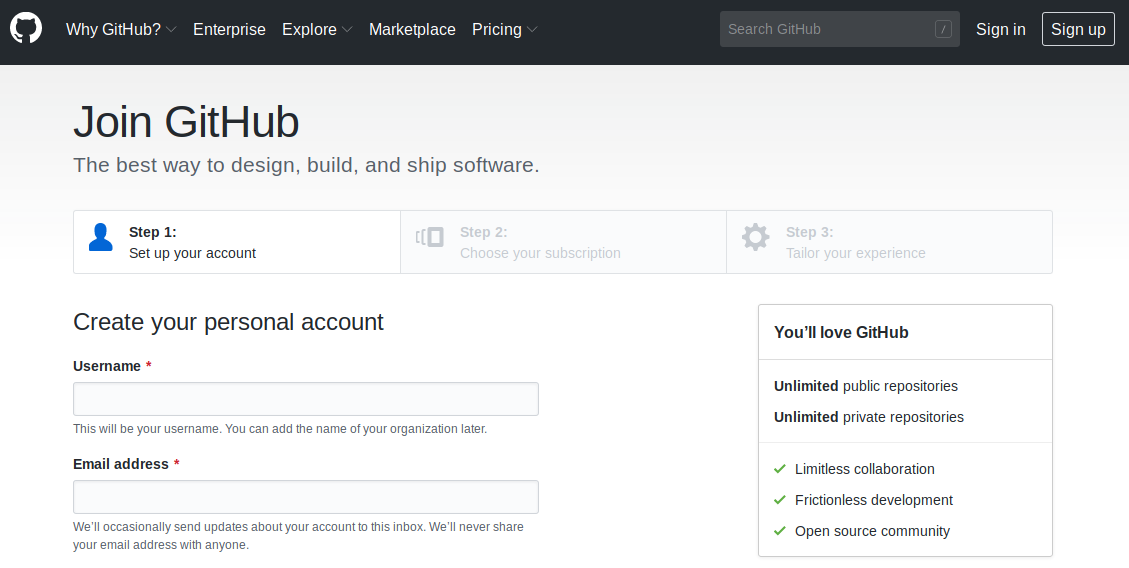 Why GitHub? Enterprise Explore Marketplace Pricing Search GitHub / Sign in Sign up
Join GitHub
The best way to design, build, and ship software.
Step 1:
Set up your account
Step 2:
Choose your subscription
Step 3:
Tailor your experience
Create your personal account
Username *
This will be your username. You can add the name of your organization later.
Email address *
We’ll occasionally send updates about your account to this inbox. We’ll never share
your email address with anyone.
You’ll love GitHub
Unlimited public repositories
Unlimited private repositories
Limitless collaboration
Frictionless development
Open source community